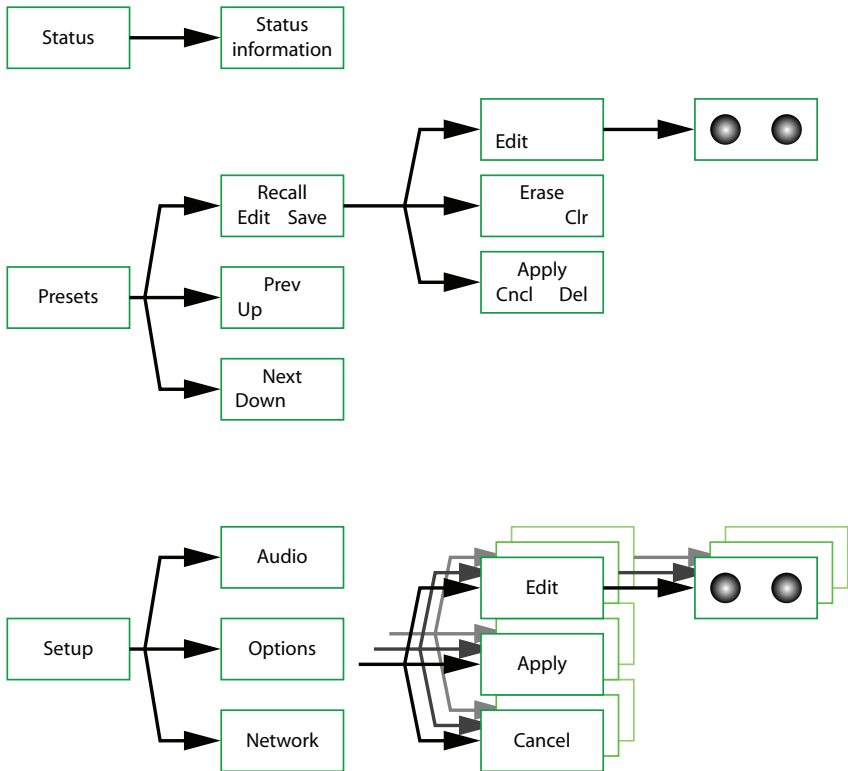 Status
Status
information
Edit
Recall
Edit Save
Erase
Clr
Presets
Prev
Up
Apply
Cncl Del
Next
Down
Audio
Edit
Setup
Options
Apply
Network
Cancel